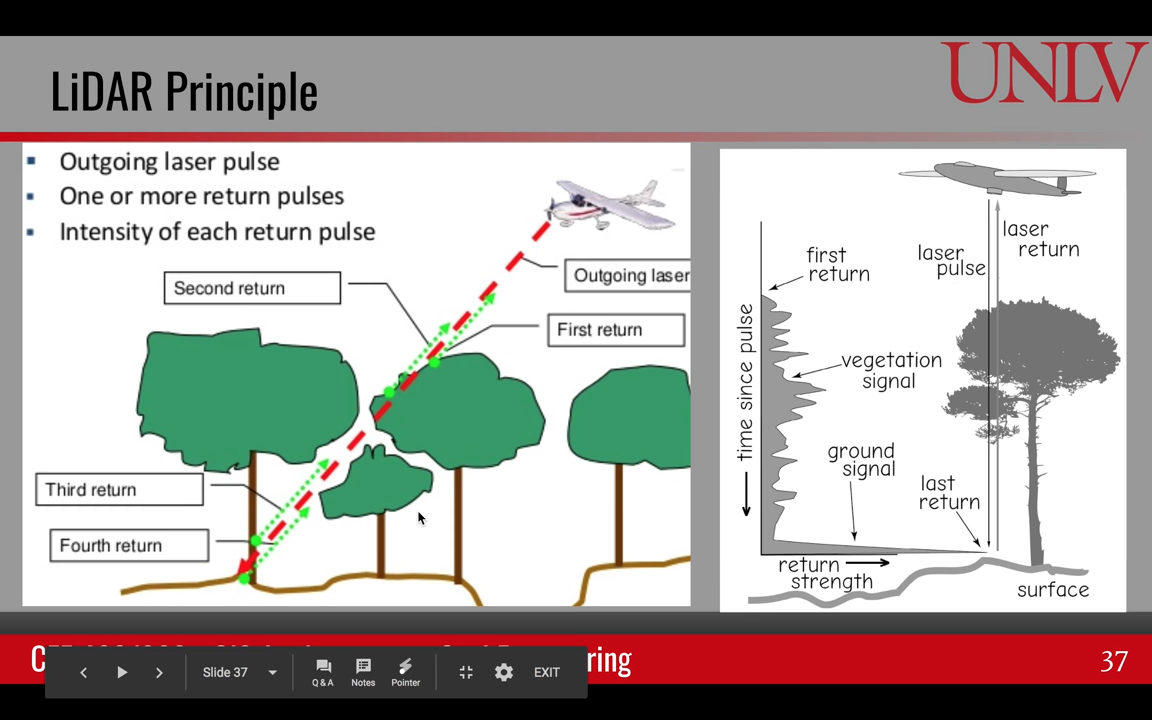 LiDAR Principle
UNLV
Outgoing laser pulse
One or more return pulses
Intensity of each return pulse
Second return
Outgoing laser
First return
Third return
Fourth return
first
return
laser
pulse
laser
return
time since pulse
vegetation
signal
ground
signal
last
return
return
strength
surface
37
Slide 37
Q & A
Notes
Pointer
EXIT